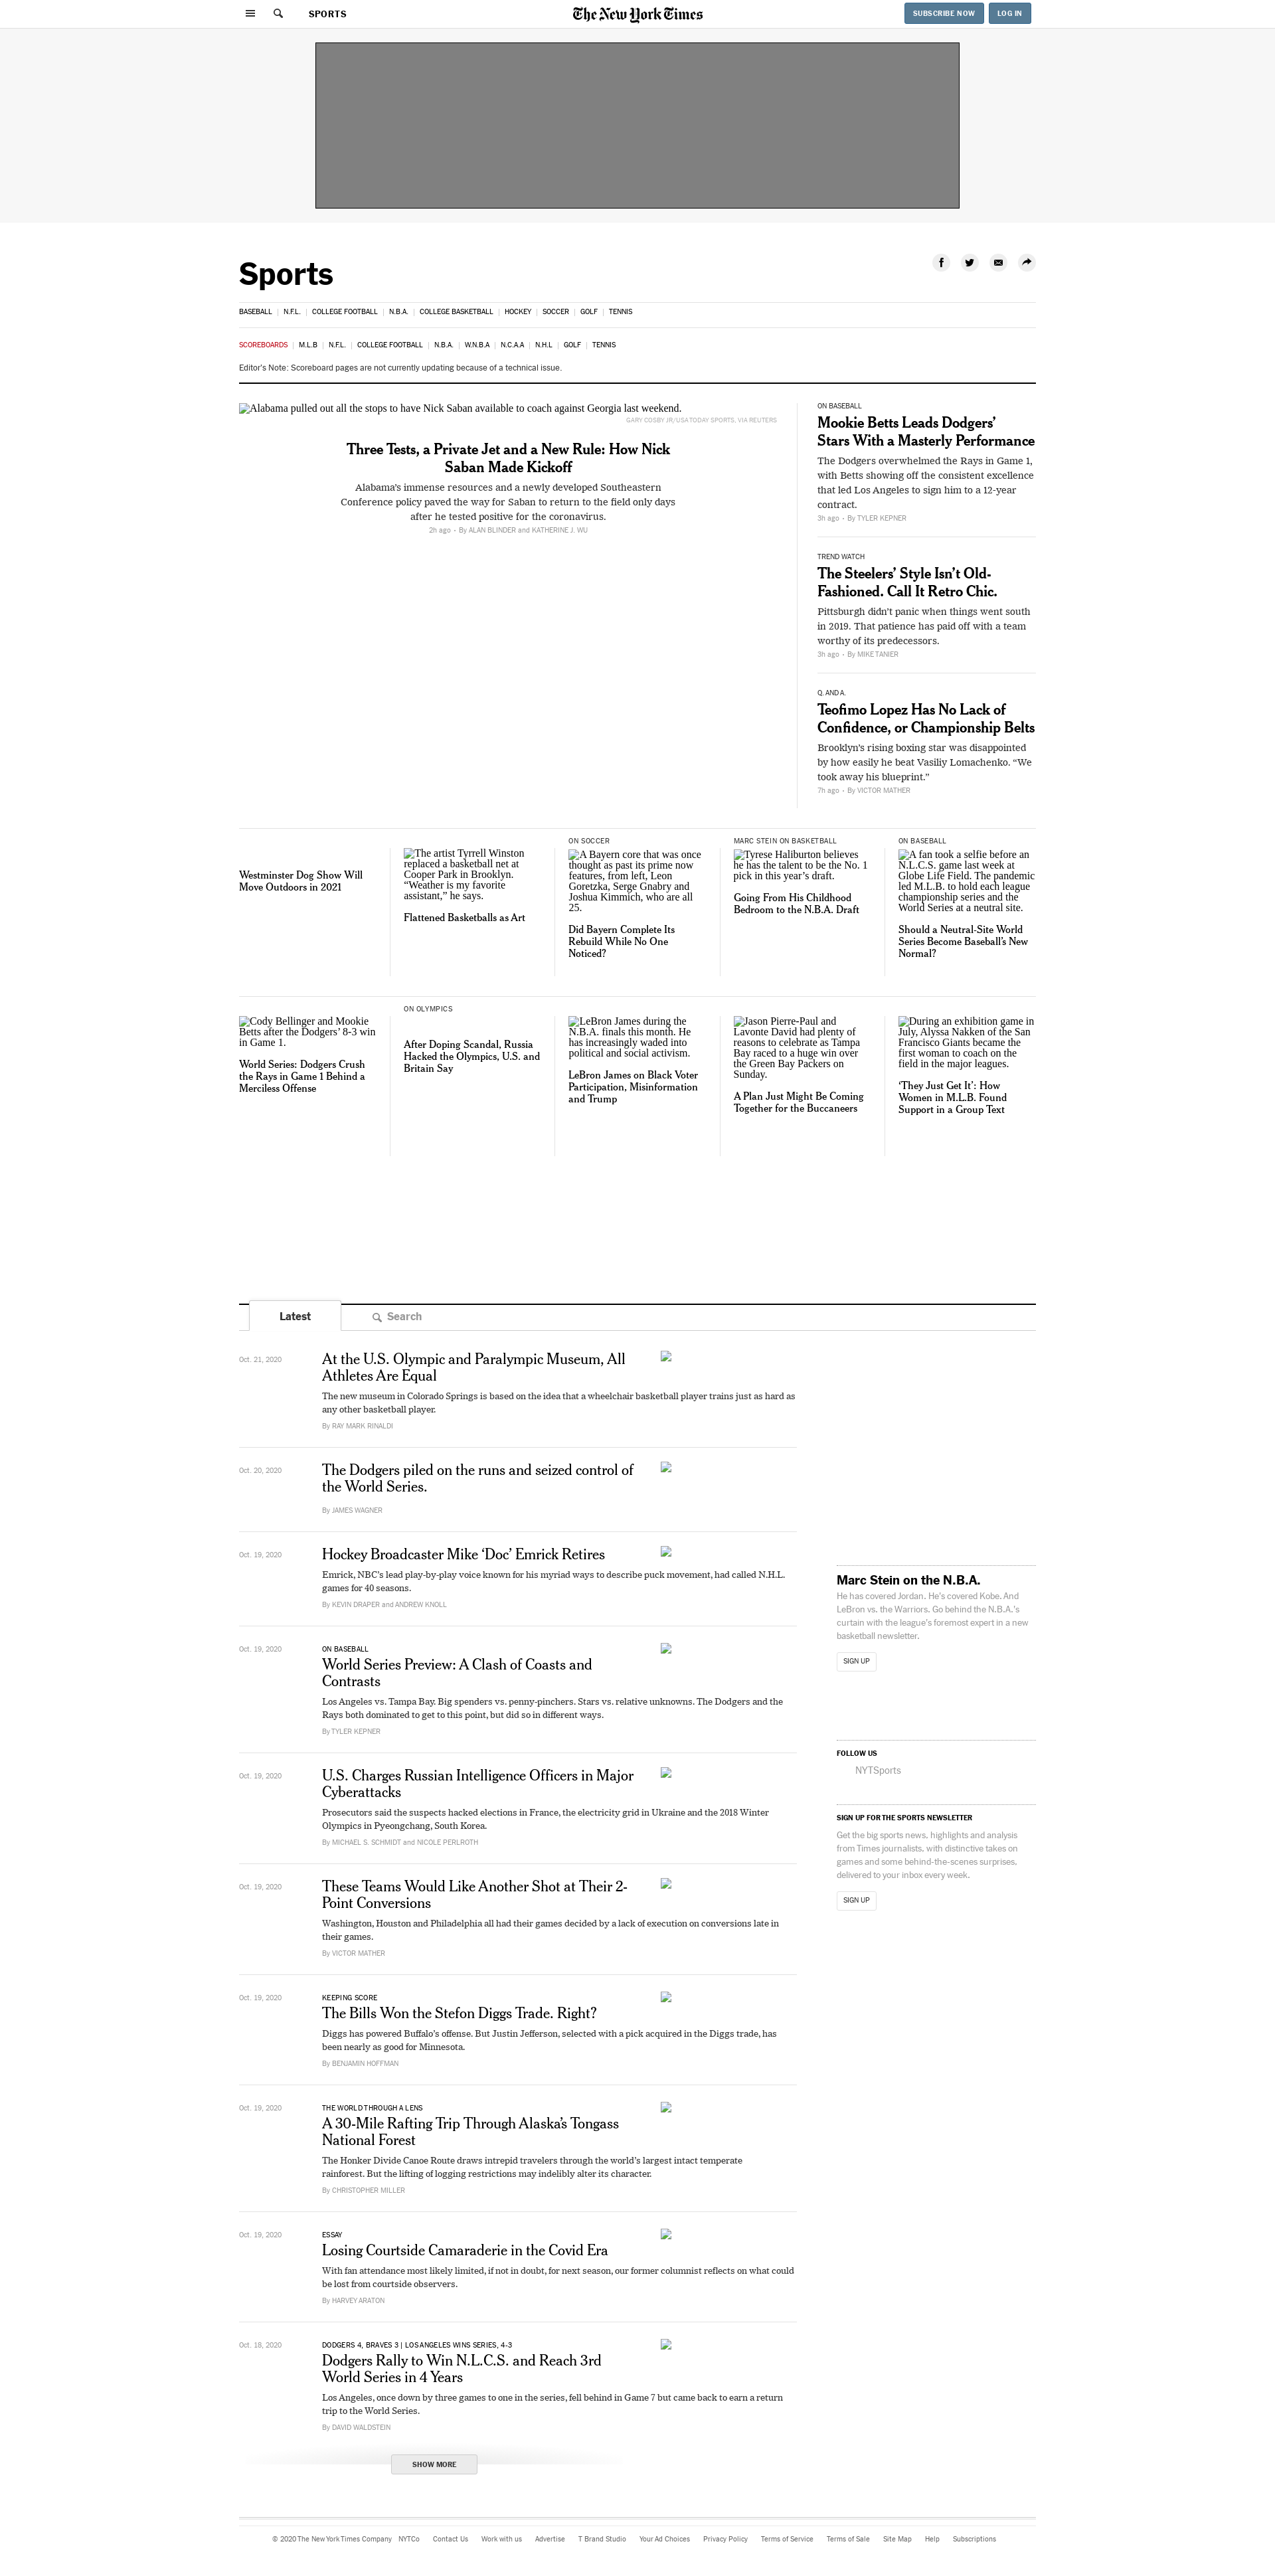 SPORTS
The New York Times
SUBSCRIBE NOW
LOG IN
Sports
BASEBALL | N.F.L. | COLLEGE FOOTBALL | N.B.A. | COLLEGE BASKETBALL | HOCKEY | SOCCER | GOLF | TENNIS
SCOREBOARDS | M.L.B | N.F.L. | COLLEGE FOOTBALL | N.B.A. | W.N.B.A | N.C.A.A | N.H.L | GOLF | TENNIS
Editor's Note: Scoreboard pages are not currently updating because of a technical issue.
Alabama pulled out all the stops to have Nick Saban available to coach against Georgia last weekend.
GARY COSBY JR/USA TODAY SPORTS, VIA REUTERS
Three Tests, a Private Jet and a New Rule: How Nick
Saban Made Kickoff
Alabama's immense resources and a newly developed Southeastern
Conference policy paved the way for Saban to return to the field only days
after he tested positive for the coronavirus.
2h ago • By ALAN BLINDER and KATHERINE J. WU
ON BASEBALL
Mookie Betts Leads Dodgers’
Stars With a Masterly Performance
The Dodgers overwhelmed the Rays in Game 1,
with Betts showing off the consistent excellence
that led Los Angeles to sign him to a 12-year
contract.
3h ago • By TYLER KEPNER
TREND WATCH
The Steelers’ Style Isn’t Old-
Fashioned. Call It Retro Chic.
Pittsburgh didn’t panic when things went south
in 2019. That patience has paid off with a team
worthy of its predecessors.
3h ago • By MIKE TANIER
Q. AND A.
Teofimo Lopez Has No Lack of
Confidence, or Championship Belts
Brooklyn’s rising boxing star was disappointed
by how easily he beat Vasiliy Lomachenko. “We
took away his blueprint.”
7h ago • By VICTOR MATHER
Westminster Dog Show Will
Move Outdoors in 2021
The artist Tyrrell Winston
replaced a basketball net at
Cooper Park in Brooklyn.
“Weather is my favorite
assistant,” he says.
Flattened Basketballs as Art
ON SOCCER
A Bayern core that was once
thought as past its prime now
features, from left, Leon
Goretzka, Serge Gnabry and
Joshua Kimmich, who are all
25.
Did Bayern Complete Its
Rebuild While No One
Noticed?
MARC STEIN ON BASKETBALL
Tyrese Haliburton believes
he has the talent to be the No. 1
pick in this year’s draft.
Going From His Childhood
Bedroom to the N.B.A. Draft
ON BASEBALL
A fan took a selfie before an
N.L.C.S. game last week at
Globe Life Field. The pandemic
led M.L.B. to hold each league
championship series and the
World Series at a neutral site.
Should a Neutral-Site World
Series Become Baseball’s New
Normal?
Cody Bellinger and Mookie
Betts after the Dodgers’ 8-3 win
in Game 1.
World Series: Dodgers Crush
the Rays in Game 1 Behind a
Merciless Offense
ON OLYMPICS
After Doping Scandal, Russia
Hacked the Olympics, U.S. and
Britain Say
LeBron James during the
N.B.A. finals this month. He
has increasingly waded into
political and social activism.
LeBron James on Black Voter
Participation, Misinformation
and Trump
Jason Pierre-Paul and
Lavonte David had plenty of
reasons to celebrate as Tampa
Bay raced to a huge win over
the Green Bay Packers on
Sunday.
A Plan Just Might Be Coming
Together for the Buccaneers
During an exhibition game in
July, Alyssa Nakken of the San
Francisco Giants became the
first woman to coach on the
field in the major leagues.
‘They Just Get It’: How
Women in M.L.B. Found
Support in a Group Text
Latest
Search
Oct. 21, 2020
At the U.S. Olympic and Paralympic Museum, All
Athletes Are Equal
The new museum in Colorado Springs is based on the idea that a wheelchair basketball player trains just as hard as
any other basketball player.
By RAY MARK RINALDI
Oct. 20, 2020
The Dodgers piled on the runs and seized control of
the World Series.
By JAMES WAGNER
Oct. 19, 2020
Hockey Broadcaster Mike ‘Doc’ Emrick Retires
Emrick, NBC’s lead play-by-play voice known for his myriad ways to describe puck movement, had called N.H.L.
games for 40 seasons.
By KEVIN DRAPER and ANDREW KNOLL
Oct. 19, 2020
ON BASEBALL
World Series Preview: A Clash of Coasts and
Contrasts
Los Angeles vs. Tampa Bay. Big spenders vs. penny-pinchers. Stars vs. relative unknowns. The Dodgers and the
Rays both dominated to get to this point, but did so in different ways.
By TYLER KEPNER
Oct. 19, 2020
U.S. Charges Russian Intelligence Officers in Major
Cyberattacks
Prosecutors said the suspects hacked elections in France, the electricity grid in Ukraine and the 2018 Winter
Olympics in Pyeongchang, South Korea.
By MICHAEL S. SCHMIDT and NICOLE PERLROTH
Oct. 19, 2020
These Teams Would Like Another Shot at Their 2-
Point Conversions
Washington, Houston and Philadelphia all had their games decided by a lack of execution on conversions late in
their games.
By VICTOR MATHER
Oct. 19, 2020
KEEPING SCORE
The Bills Won the Stefon Diggs Trade. Right?
Diggs has powered Buffalo’s offense. But Justin Jefferson, selected with a pick acquired in the Diggs trade, has
been nearly as good for Minnesota.
By BENJAMIN HOFFMAN
Oct. 19, 2020
THE WORLD THROUGH A LENS
A 30-Mile Rafting Trip Through Alaska’s Tongass
National Forest
The Honker Divide Canoe Route draws intrepid travelers through the world’s largest intact temperate
rainforest. But the lifting of logging restrictions may indelibly alter its character.
By CHRISTOPHER MILLER
Oct. 19, 2020
ESSAY
Losing Courtside Camaraderie in the Covid Era
With fan attendance most likely limited, if not in doubt, for next season, our former columnist reflects on what could
be lost from courtside observers.
By HARVEY ARATON
Oct. 18, 2020
DODGERS 4, BRAVES 3 | LOS ANGELES WINS SERIES, 4-3
Dodgers Rally to Win N.L.C.S. and Reach 3rd
World Series in 4 Years
Los Angeles, once down by three games to one in the series, fell behind in Game 7 but came back to earn a return
trip to the World Series.
By DAVID WALDSTEIN
SHOW MORE
Marc Stein on the N.B.A.
He has covered Jordan. He's covered Kobe. And
LeBron vs. the Warriors. Go behind the N.B.A.'s
curtain with the league's foremost expert in a new
basketball newsletter.
SIGN UP
FOLLOW US
NYTSports
SIGN UP FOR THE SPORTS NEWSLETTER
Get the big sports news, highlights and analysis
from Times journalists, with distinctive takes on
games and some behind-the-scenes surprises,
delivered to your inbox every week.
SIGN UP
© 2020 The New York Times Company NYTCo Contact Us Work with us Advertise T Brand Studio Your Ad Choices Privacy Policy Terms of Service Terms of Sale Site Map Help Subscriptions